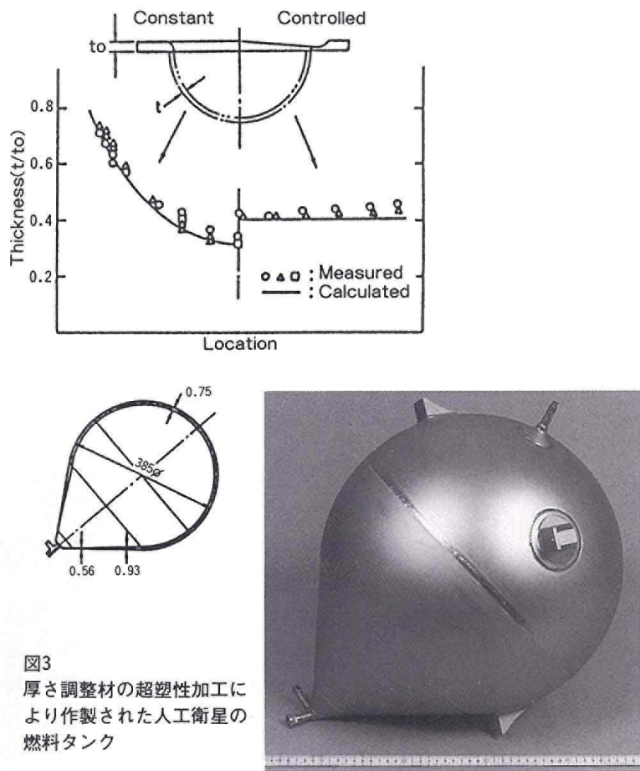 Constant Controlled
to
t
0.8
0.6
0.4
0.2
Thickness(t/to)
○ △ □ : Measured
— : Calculated
Location
0.75
385φ
0.56 0.93
図3
厚さ調整材の超塑性加工に
より作製された人工衛星の
燃料タンク